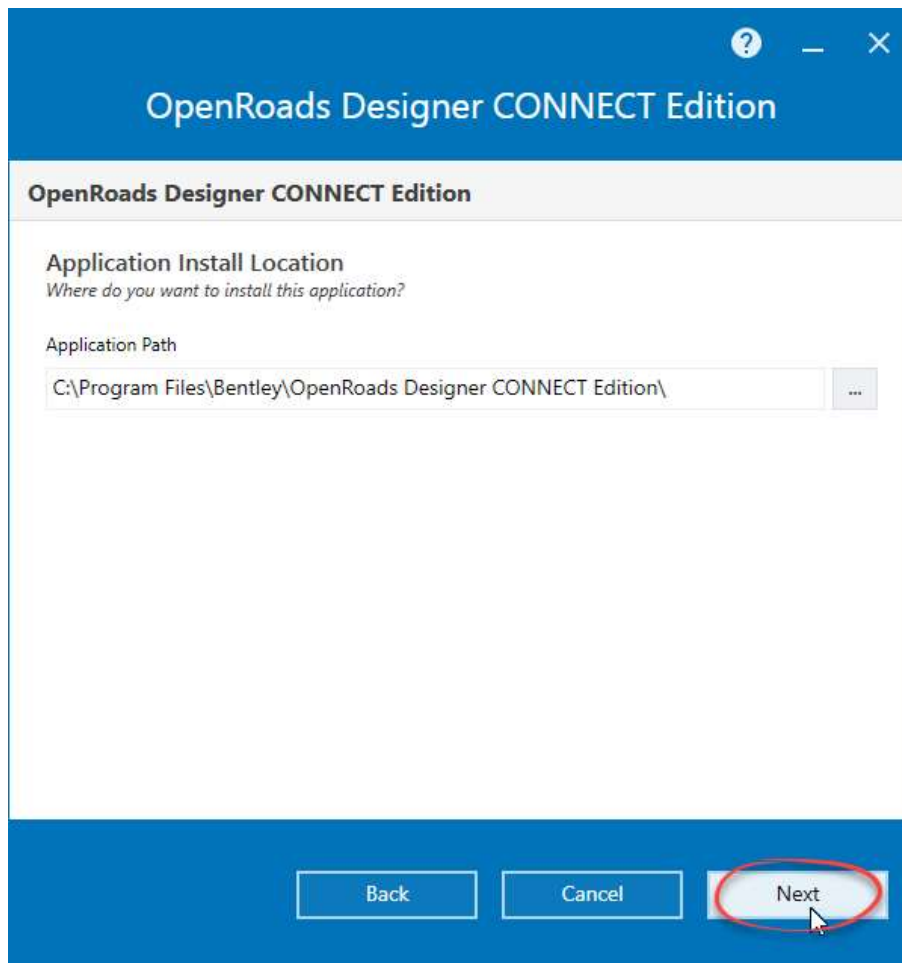 OpenRoads Designer CONNECT Edition
OpenRoads Designer CONNECT Edition
Application Install Location
Where do you want to install this application?
Application Path
C:\Program Files\Bentley\OpenRoads Designer CONNECT Edition\ ...
Back Cancel Next